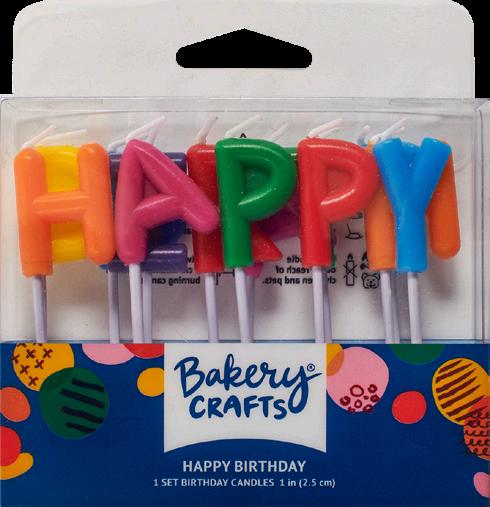 HAPPY
Bakery®
CRAFTS
HAPPY BIRTHDAY
1 SET BIRTHDAY CANDLES 1 in (2.5 cm)